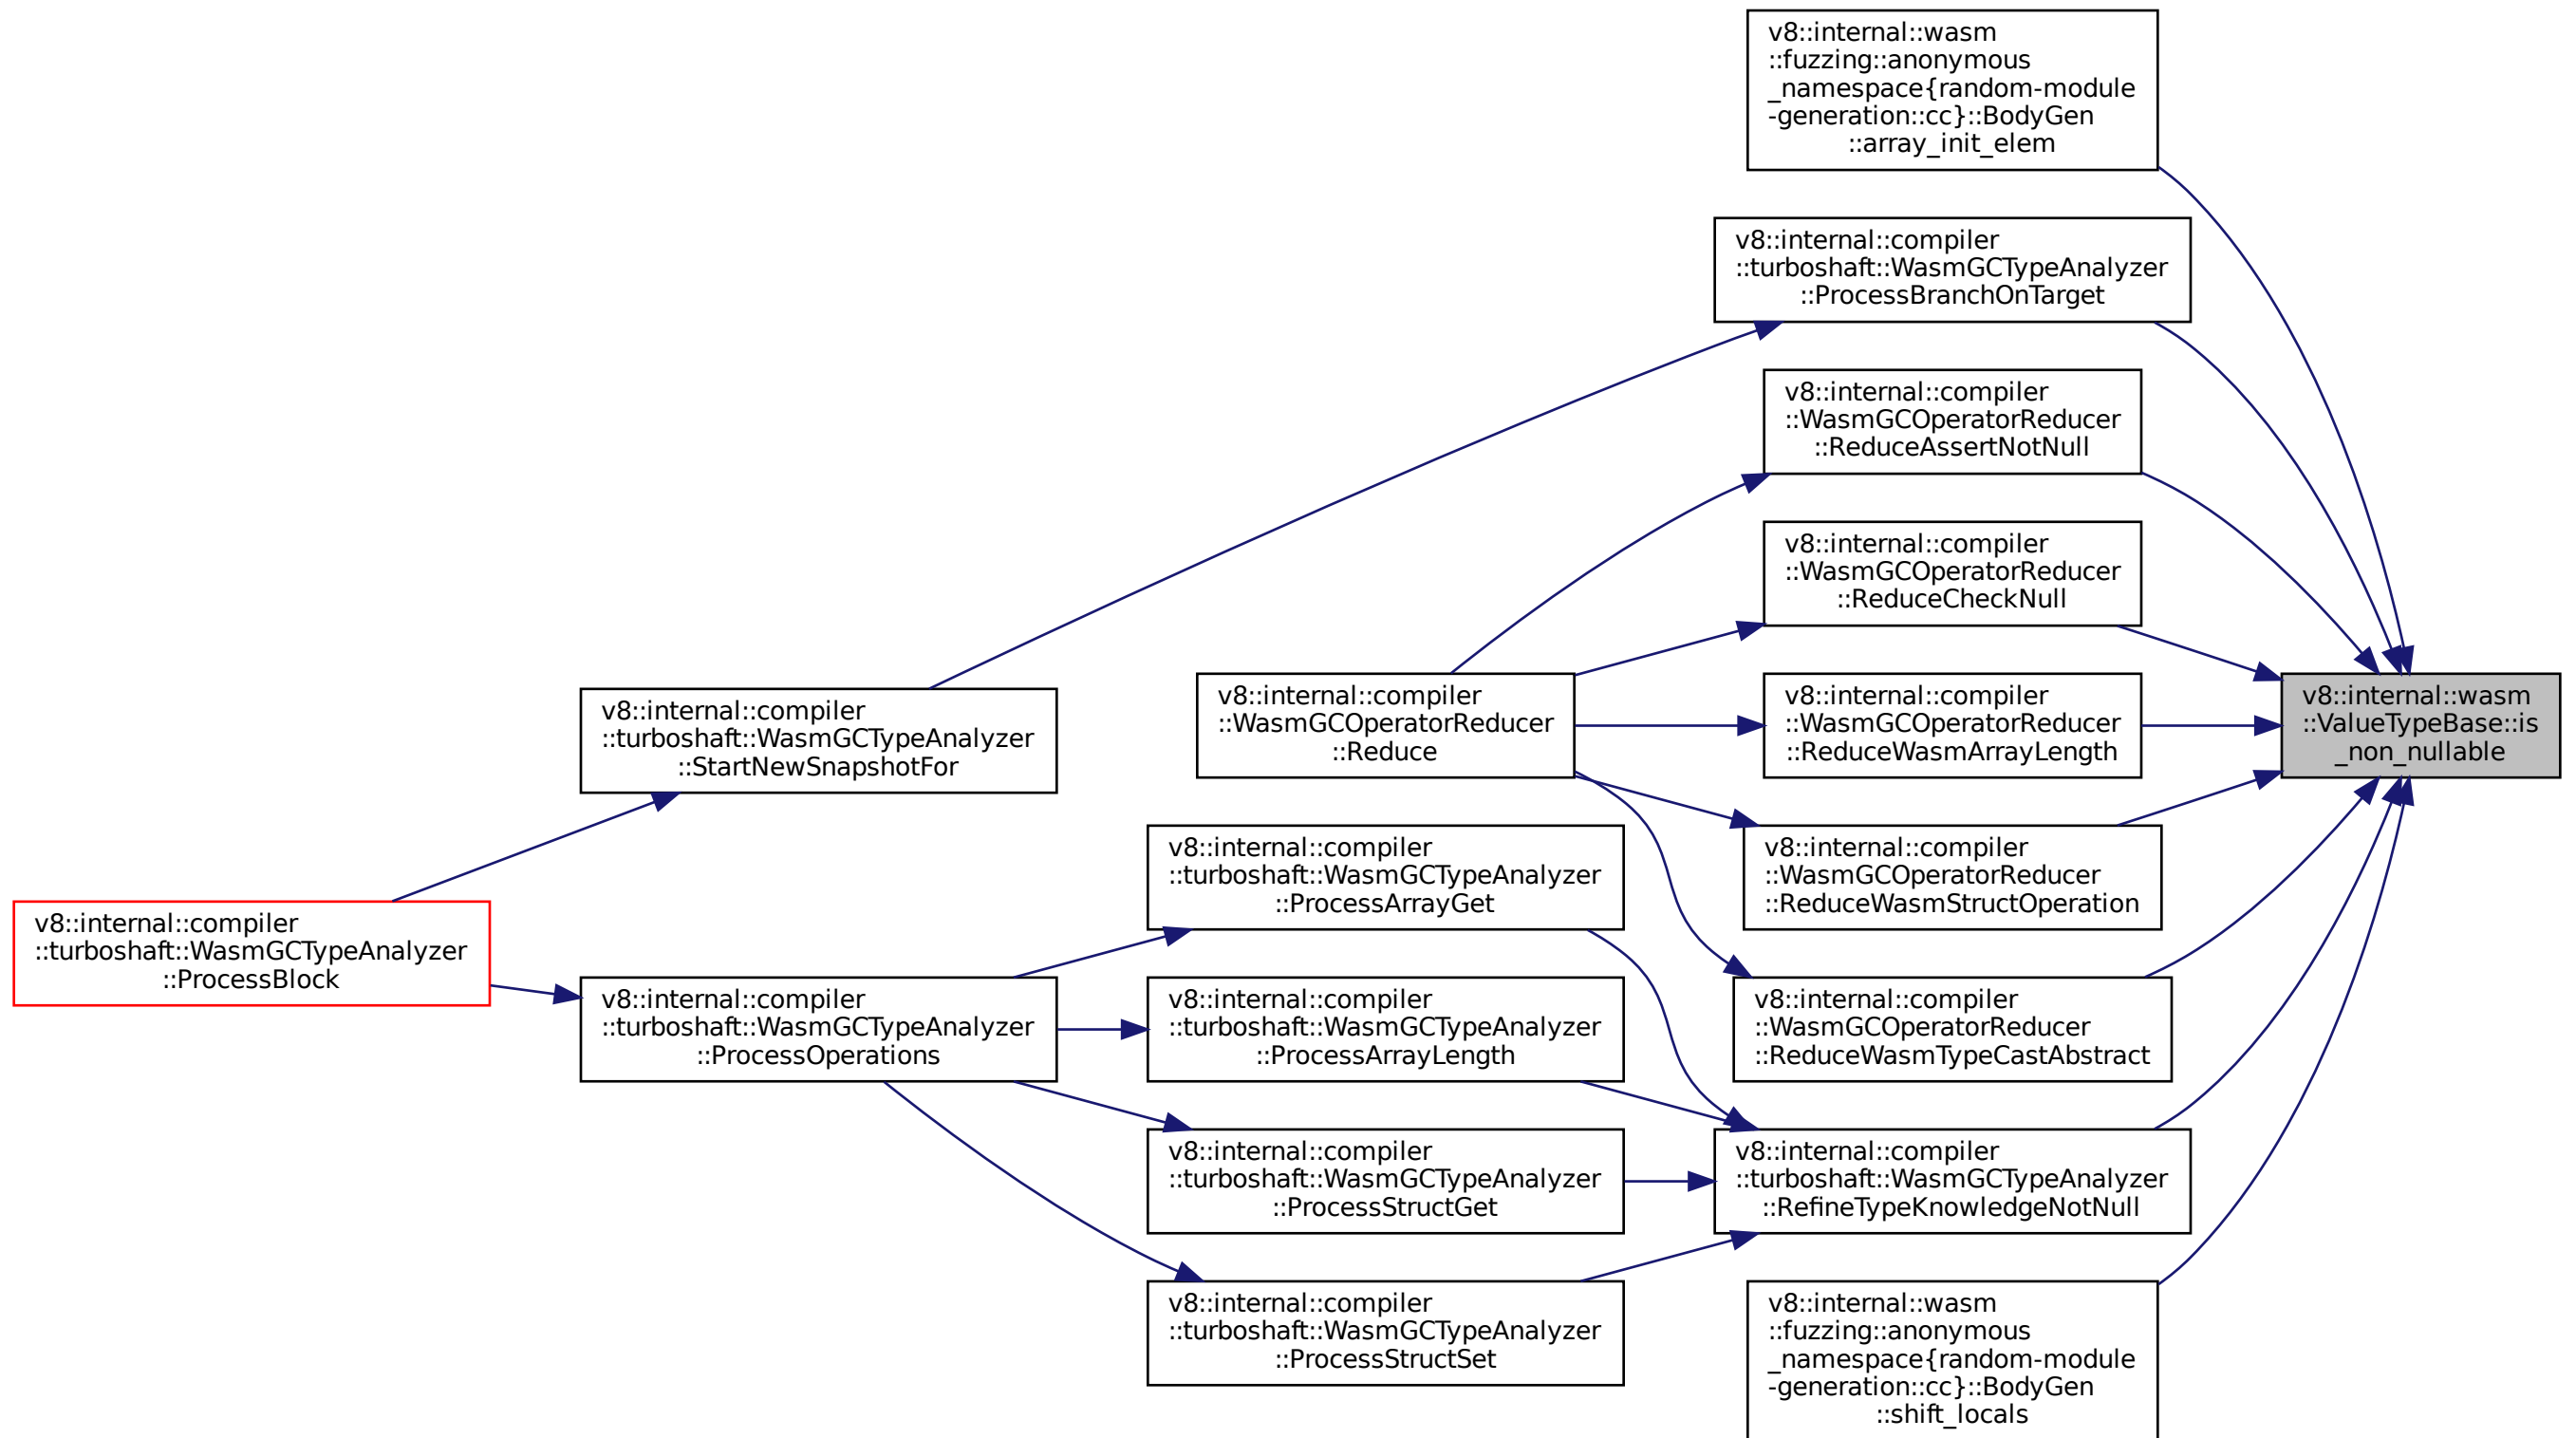 v8::internal::wasm
::fuzzing::anonymous
_namespace{random-module
-generation::cc}::BodyGen
::array_init_elem
v8::internal::compiler
::turboshaft::WasmGCTypeAnalyzer
::ProcessBranchOnTarget
v8::internal::compiler
::WasmGCOperatorReducer
::ReduceAssertNotNull
v8::internal::compiler
::WasmGCOperatorReducer
::ReduceCheckNull
v8::internal::compiler
::turboshaft::WasmGCTypeAnalyzer
::StartNewSnapshotFor
v8::internal::compiler
::WasmGCOperatorReducer
::Reduce
v8::internal::compiler
::WasmGCOperatorReducer
::ReduceWasmArrayLength
v8::internal::wasm
::ValueTypeBase::is
_non_nullable
v8::internal::compiler
::turboshaft::WasmGCTypeAnalyzer
::ProcessArrayGet
v8::internal::compiler
::WasmGCOperatorReducer
::ReduceWasmStructOperation
v8::internal::compiler
::turboshaft::WasmGCTypeAnalyzer
::ProcessBlock
v8::internal::compiler
::turboshaft::WasmGCTypeAnalyzer
::ProcessOperations
v8::internal::compiler
::turboshaft::WasmGCTypeAnalyzer
::ProcessArrayLength
v8::internal::compiler
::WasmGCOperatorReducer
::ReduceWasmTypeCastAbstract
v8::internal::compiler
::turboshaft::WasmGCTypeAnalyzer
::ProcessStructGet
v8::internal::compiler
::turboshaft::WasmGCTypeAnalyzer
::RefineTypeKnowledgeNotNull
v8::internal::compiler
::turboshaft::WasmGCTypeAnalyzer
::ProcessStructSet
v8::internal::wasm
::fuzzing::anonymous
_namespace{random-module
-generation::cc}::BodyGen
::shift_locals